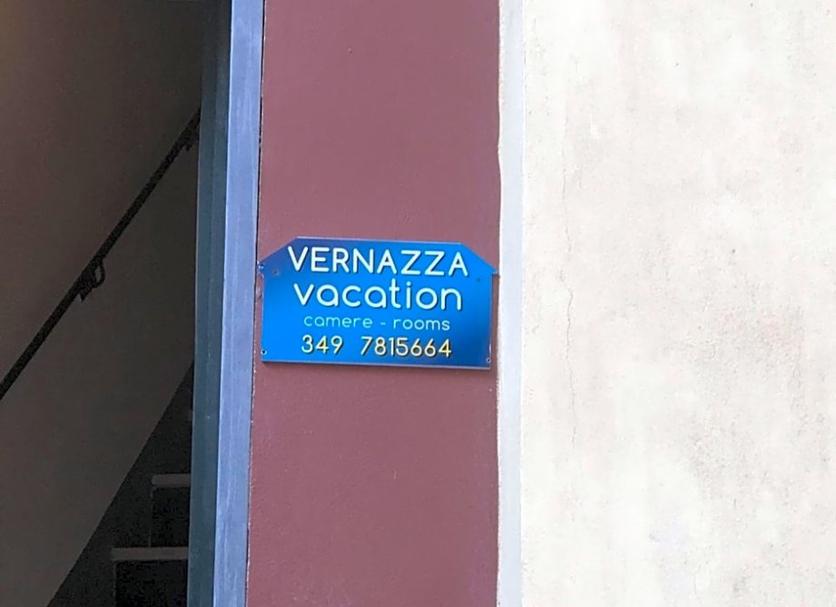 VERNAZZA
vacation
camere - rooms
349 7815664